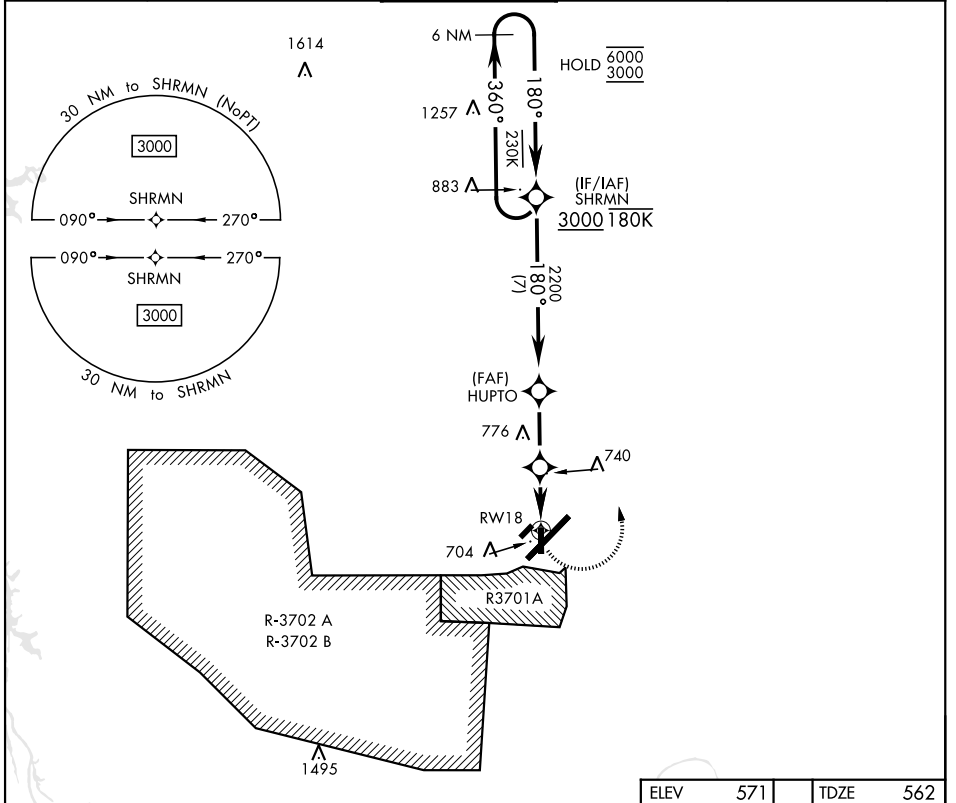 1614
30 NM to SHRMN (NoPT)
3000
SHRMN
090°
270°
090°
270°
SHRMN
3000
30 NM to SHRMN
6 NM
HOLD 6000
3000
360°
180°
1257
230K
883
(IF/IAF)
SHRMN
3000 180K
2200
180°
(7)
(FAF)
HUPTO
776
740
RW18
704
R3701A
R-3702 A
R-3702 B
1495
ELEV 571
TDZE 562